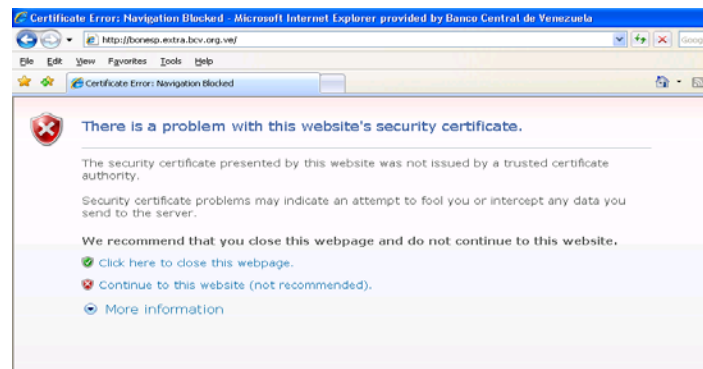 Certificate Error: Navigation Blocked - Microsoft Internet Explorer provided by Banco Central de Venezuela
http://bonesp.extra.bcv.org.ve/
Goog
File Edit View Favorites Tools Help
Certificate Error: Navigation Blocked
There is a problem with this website's security certificate.
The security certificate presented by this website was not issued by a trusted certificate
authority.
Security certificate problems may indicate an attempt to fool you or intercept any data you
send to the server.
We recommend that you close this webpage and do not continue to this website.
Click here to close this webpage.
Continue to this website (not recommended).
More information